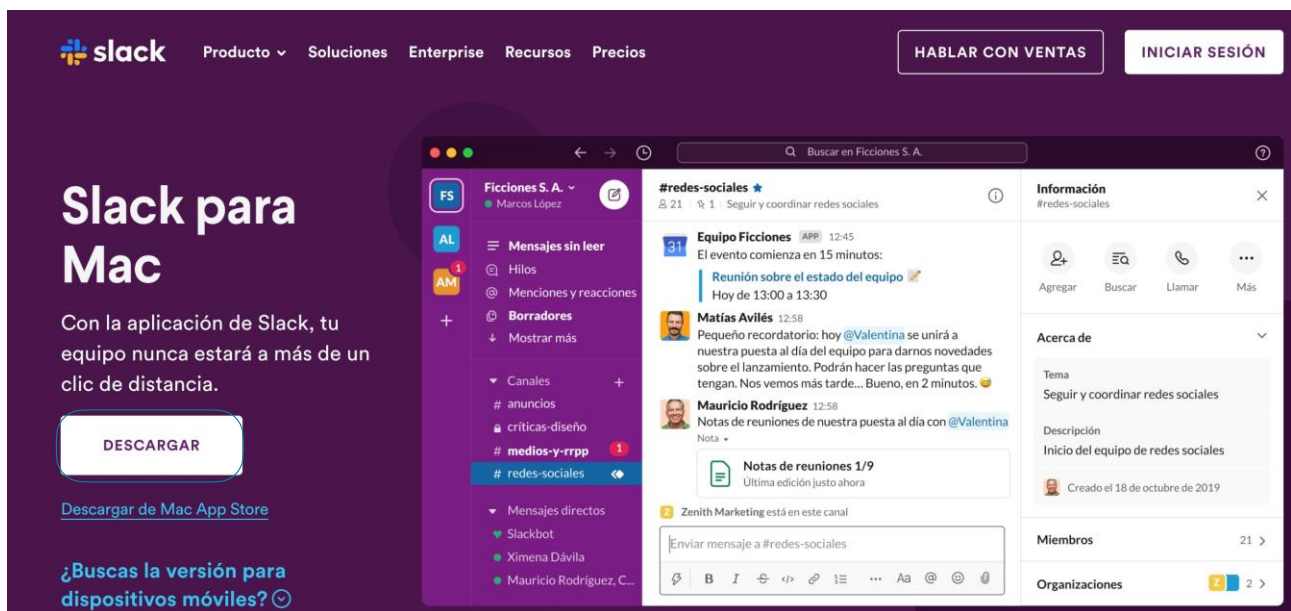 slack
Producto
Soluciones
Enterprise
Recursos
Precios
HABLAR CON VENTAS
INICIAR SESIÓN
Slack para
Mac
Con la aplicación de Slack, tu
equipo nunca estará a más de un
clic de distancia.
DESCARGAR
Descargar de Mac App Store
¿Buscas la versión para
dispositivos móviles?
Buscar en Ficciones S. A.
FS
AL
1
AM
Ficciones S. A.
Marcos López
Mensajes sin leer
Hilos
Menciones y reacciones
Borradores
Mostrar más
Canales
# anuncios
críticas-diseño
# medios-y-rrpp 1
# redes-sociales
Mensajes directos
Slackbot
Ximena Dávila
Mauricio Rodríguez, C...
#redes-sociales
21 | 1 | Seguir y coordinar redes sociales
31
Equipo Ficciones APP 12:45
El evento comienza en 15 minutos:
Reunión sobre el estado del equipo
Hoy de 13:00 a 13:30
Matías Avilés 12:58
Pequeño recordatorio: hoy @Valentina se unirá a
nuestra puesta al día del equipo para darnos novedades
sobre el lanzamiento. Podrán hacer las preguntas que
tengan. Nos vemos más tarde... Bueno, en 2 minutos.
Mauricio Rodríguez 12:58
Notas de reuniones de nuestra puesta al día con @Valentina
Nota
Notas de reuniones 1/9
Última edición justo ahora
Z Zenith Marketing está en este canal
Enviar mensaje a #redes-sociales
B I S </> ... Aa @
Información
#redes-sociales
Agregar
Buscar
Llamar
Más
Acerca de
Tema
Seguir y coordinar redes sociales
Descripción
Inicio del equipo de redes sociales
Creado el 18 de octubre de 2019
Miembros 21 >
Organizaciones Z 2 >